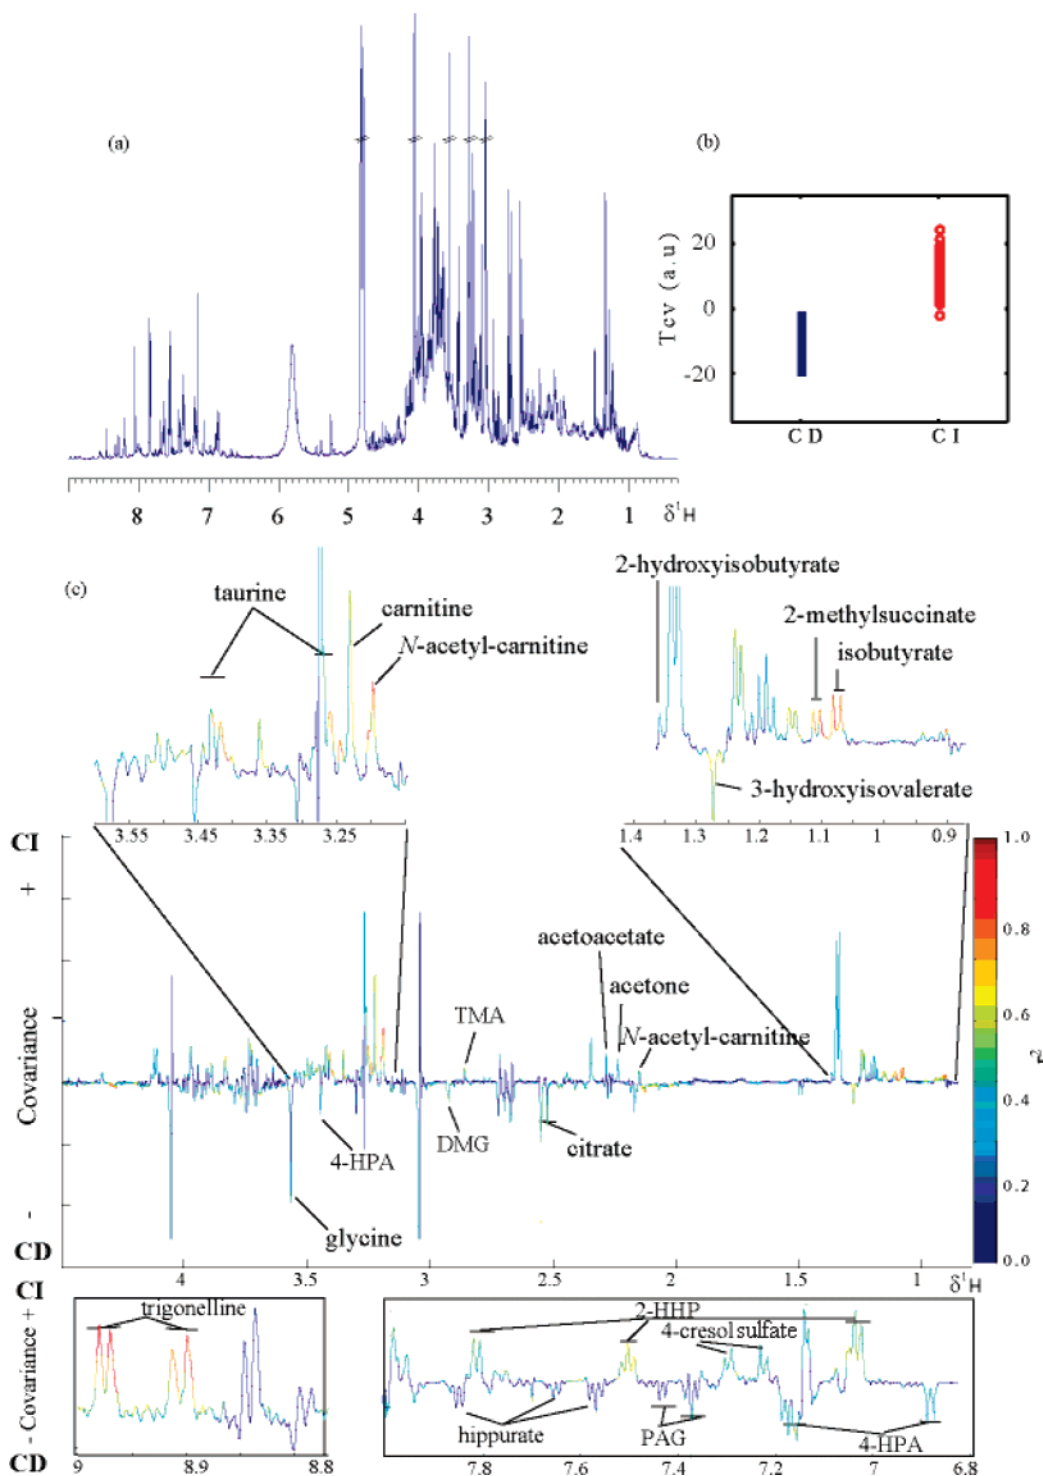 (a)
(b)
Tcv (a.u)
20
0
-20
CD CI
8 7 6 5 4 3 2 1 δ¹H
(c)
taurine
carnitine
N-acetyl-carnitine
2-hydroxyisobutyrate
2-methylsuccinate
isobutyrate
3-hydroxyisovalerate
3.55 3.45 3.35 3.25
1.4 1.3 1.2 1.1 1 0.9
CI
+
Covariance
-
CD
acetoacetate
acetone
TMA
N-acetyl-carnitine
DMG
4-HPA
citrate
glycine
1.0
0.8
0.6
0.4
0.2
0.0
r²
4 3.5 3 2.5 2 1.5 1 δ¹H
CI
- Covariance +
CD
trigonelline
9 8.9 8.8
2-HHP
4-cresol sulfate
hippurate
PAG
4-HPA
7.8 7.6 7.4 7.2 7 6.8